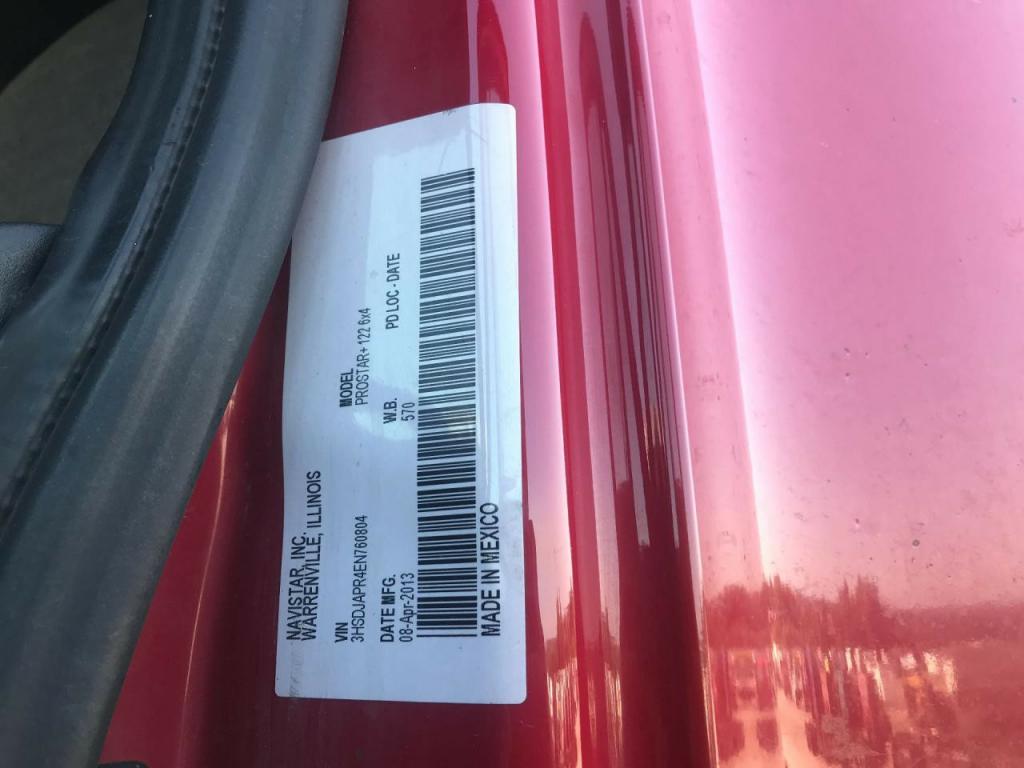 NAVISTAR, INC.
WARRENVILLE, ILLINOIS
VIN MODEL
3HSDJAPR4EN760804 PROSTAR+ 122 6x4
DATE MFG. W.B. PD LOC - DATE
08-Apr-2013 570
MADE IN MEXICO